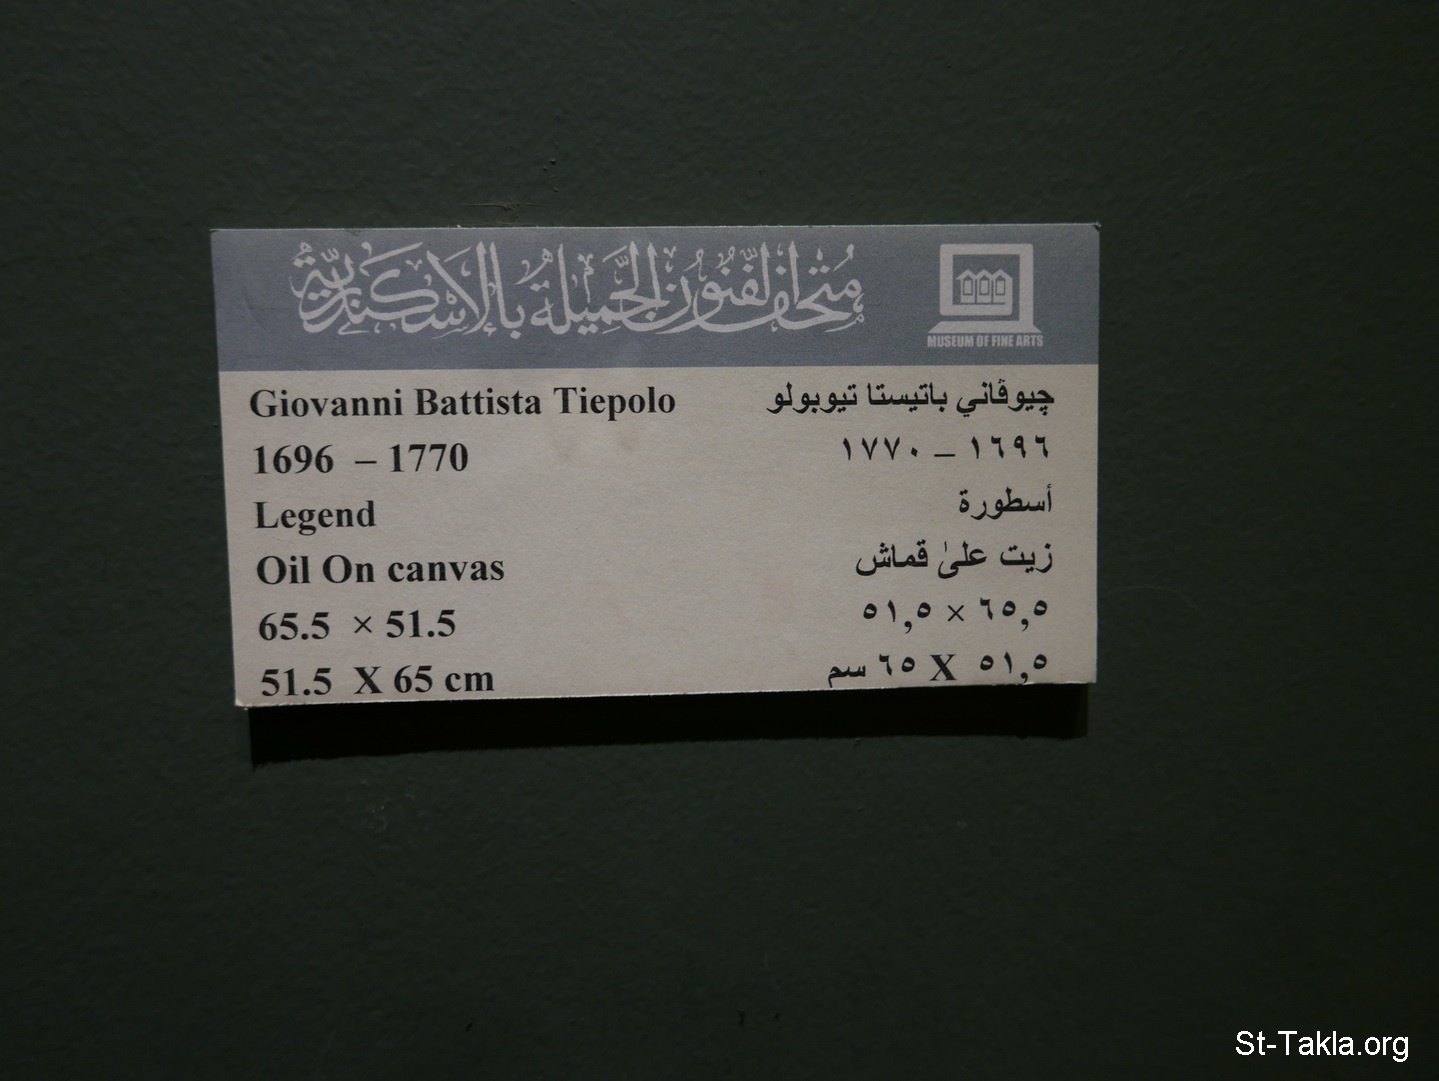 متحف الفنون الجميلة بالإسكندرية
MUSEUM OF FINE ARTS
Giovanni Battista Tiepolo
1696 – 1770
Legend
Oil On canvas
65.5 × 51.5
51.5 X 65 cm
چيوڤاني باتيستا تيوبولو
١٦٩٦ – ١٧٧٠
أسطورة
زيت علىٰ قماش
٦٥,٥ × ٥١,٥
٥١,٥ X ٦٥ سم
St-Takla.org